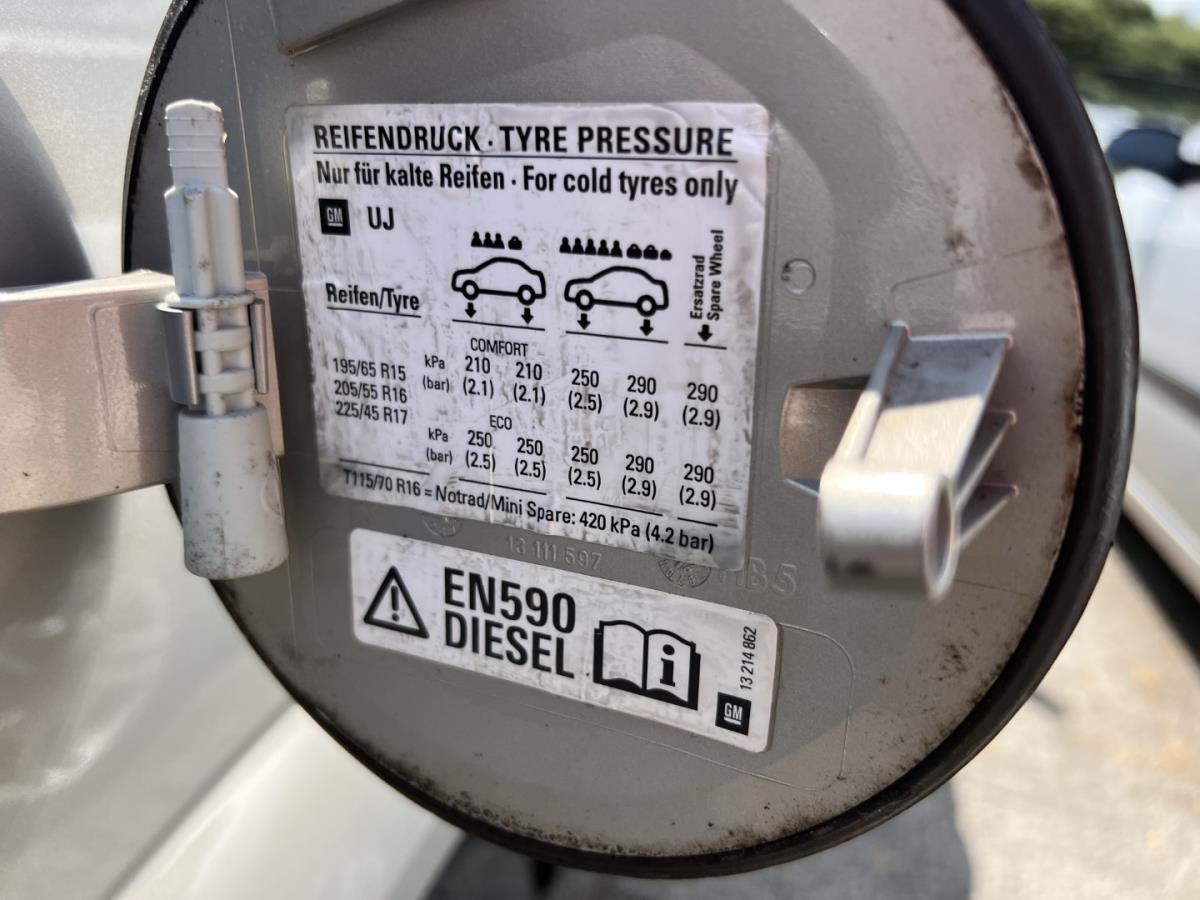 REIFENDRUCK · TYRE PRESSURE
Nur für kalte Reifen · For cold tyres only
GM UJ
Reifen/Tyre
Ersatzrad
Spare Wheel
COMFORT
195/65 R15 kPa 210 210 250 290 290
205/55 R16 (bar) (2.1) (2.1) (2.5) (2.9) (2.9)
225/45 R17
ECO
kPa 250 250 250 290 290
(bar) (2.5) (2.5) (2.5) (2.9) (2.9)
T115/70 R16 = Notrad/Mini Spare: 420 kPa (4.2 bar)
13 111 597
EN590
DIESEL
i
13 214 862
GM